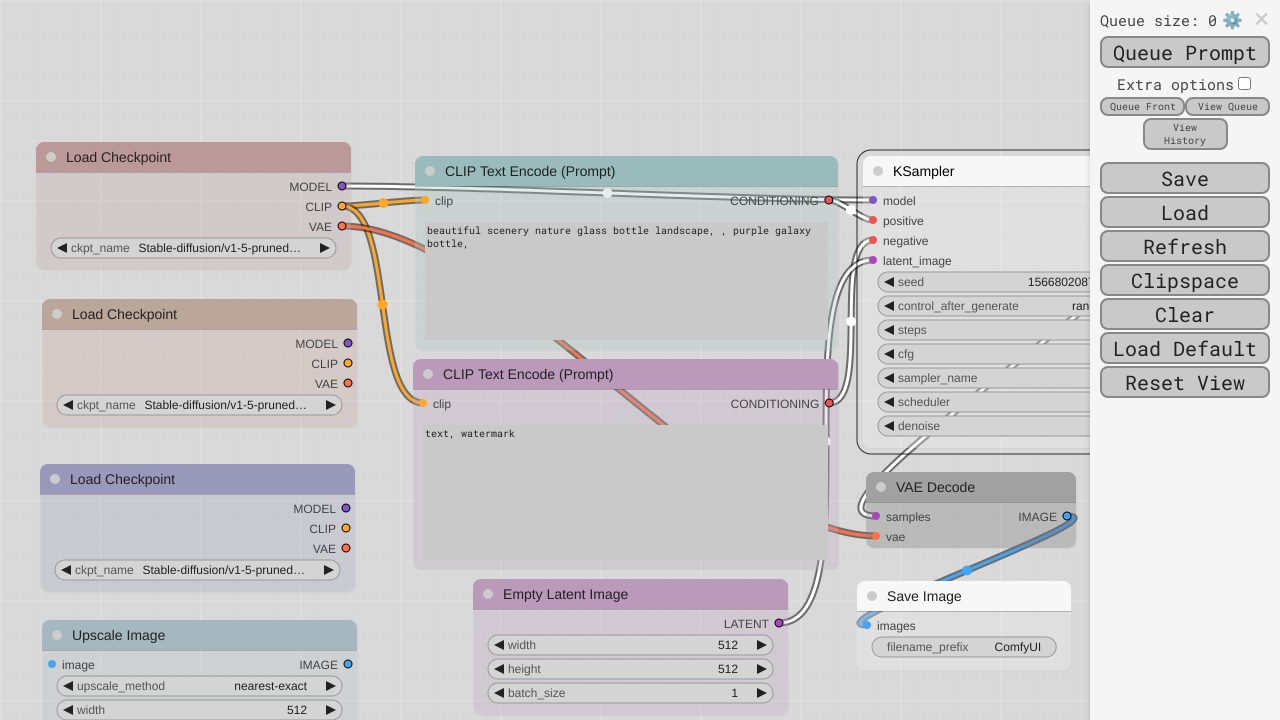 Load Checkpoint
MODEL
CLIP
VAE
ckpt_name Stable-diffusion/v1-5-pruned…
Load Checkpoint
MODEL
CLIP
VAE
ckpt_name Stable-diffusion/v1-5-pruned…
Load Checkpoint
MODEL
CLIP
VAE
ckpt_name Stable-diffusion/v1-5-pruned…
Upscale Image
image IMAGE
upscale_method nearest-exact
width 512
CLIP Text Encode (Prompt)
clip CONDITIONING
beautiful scenery nature glass bottle landscape, , purple galaxy
bottle,
CLIP Text Encode (Prompt)
clip CONDITIONING
text, watermark
Empty Latent Image
LATENT
width 512
height 512
batch_size 1
KSampler
model
positive
negative
latent_image
seed
control_after_generate
steps
cfg
sampler_name
scheduler
denoise
VAE Decode
samples IMAGE
vae
Save Image
images
filename_prefix ComfyUI
Queue size: 0
Queue Prompt
Extra options
Queue Front View Queue
View
History
Save
Load
Refresh
Clipspace
Clear
Load Default
Reset View